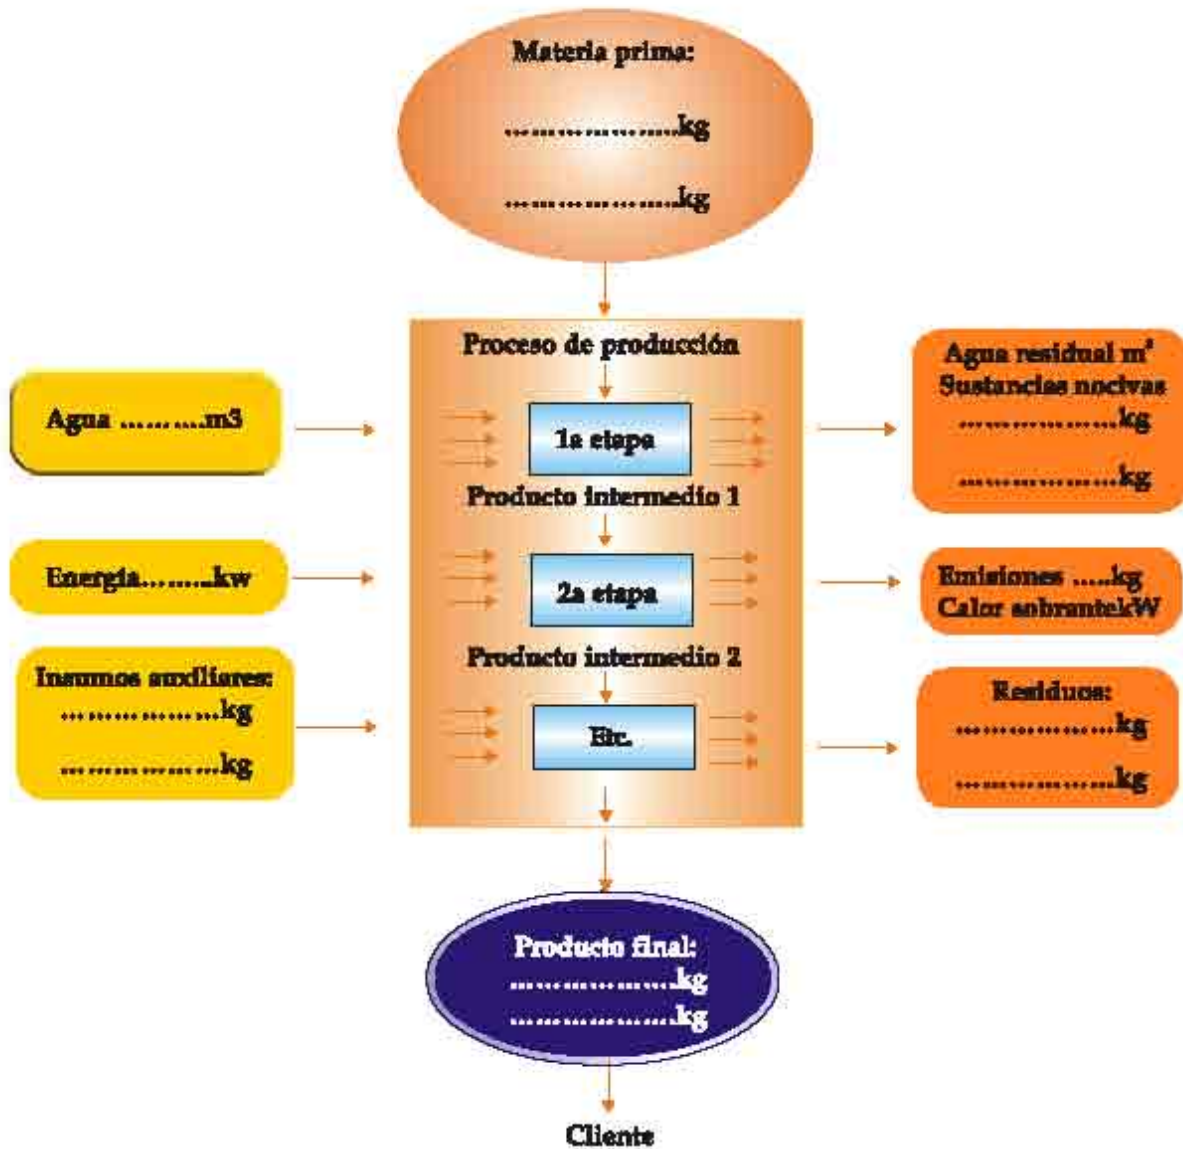 Materia prima:
......................kg
......................kg
Proceso de producción
Agua ..........m3
1a etapa
Agua residual m³
Sustancias nocivas
....................kg
....................kg
Producto intermedio 1
Energía.........kw
2a etapa
Emisiones .....kg
Calor sobrantekW
Producto intermedio 2
Insumos auxiliares:
....................kg
....................kg
Etc.
Residuos:
....................kg
....................kg
Producto final:
......................kg
......................kg
Cliente